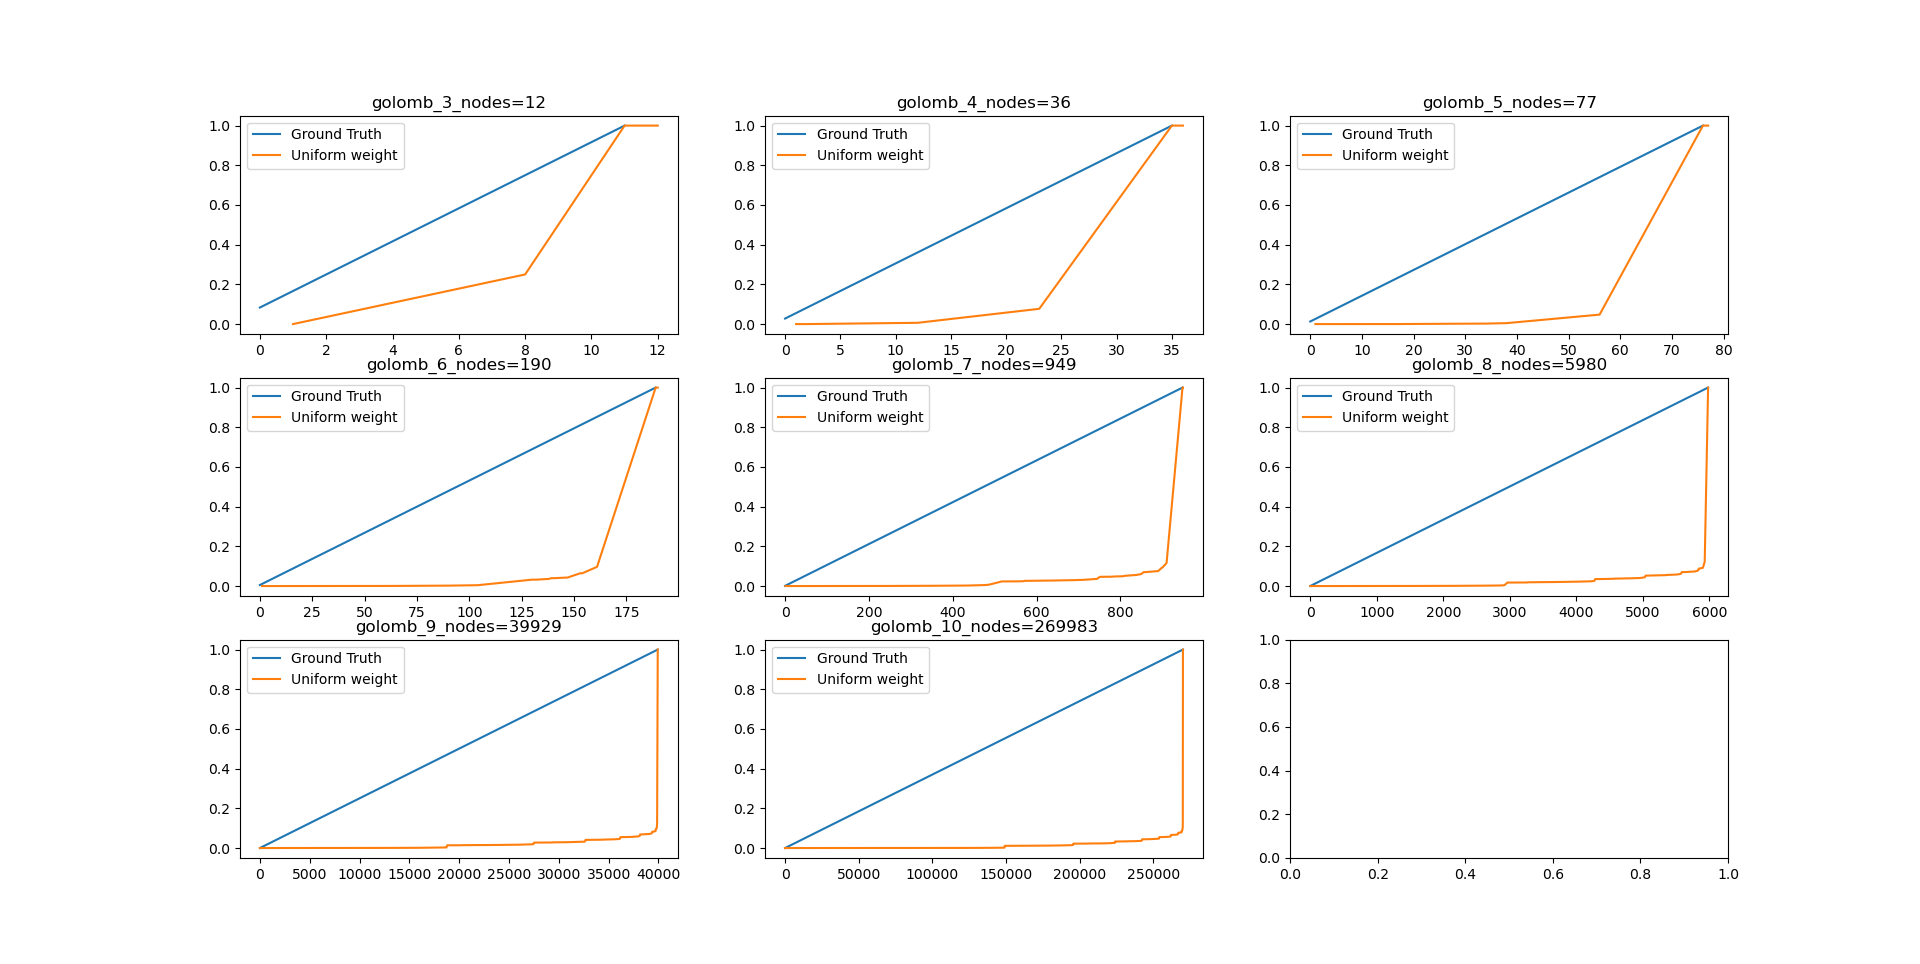 golomb_3_nodes=12
1.0
0.8
0.6
0.4
0.2
0.0
Ground Truth
Uniform weight
0 2 4 6 8 10 12
golomb_4_nodes=36
1.0
0.8
0.6
0.4
0.2
0.0
Ground Truth
Uniform weight
0 5 10 15 20 25 30 35
golomb_5_nodes=77
1.0
0.8
0.6
0.4
0.2
0.0
Ground Truth
Uniform weight
0 10 20 30 40 50 60 70 80
golomb_6_nodes=190
1.0
0.8
0.6
0.4
0.2
0.0
Ground Truth
Uniform weight
0 25 50 75 100 125 150 175
golomb_7_nodes=949
1.0
0.8
0.6
0.4
0.2
0.0
Ground Truth
Uniform weight
0 200 400 600 800
golomb_8_nodes=5980
1.0
0.8
0.6
0.4
0.2
0.0
Ground Truth
Uniform weight
0 1000 2000 3000 4000 5000 6000
golomb_9_nodes=39929
1.0
0.8
0.6
0.4
0.2
0.0
Ground Truth
Uniform weight
0 5000 10000 15000 20000 25000 30000 35000 40000
golomb_10_nodes=269983
1.0
0.8
0.6
0.4
0.2
0.0
Ground Truth
Uniform weight
0 50000 100000 150000 200000 250000
1.0
0.8
0.6
0.4
0.2
0.0
0.0 0.2 0.4 0.6 0.8 1.0